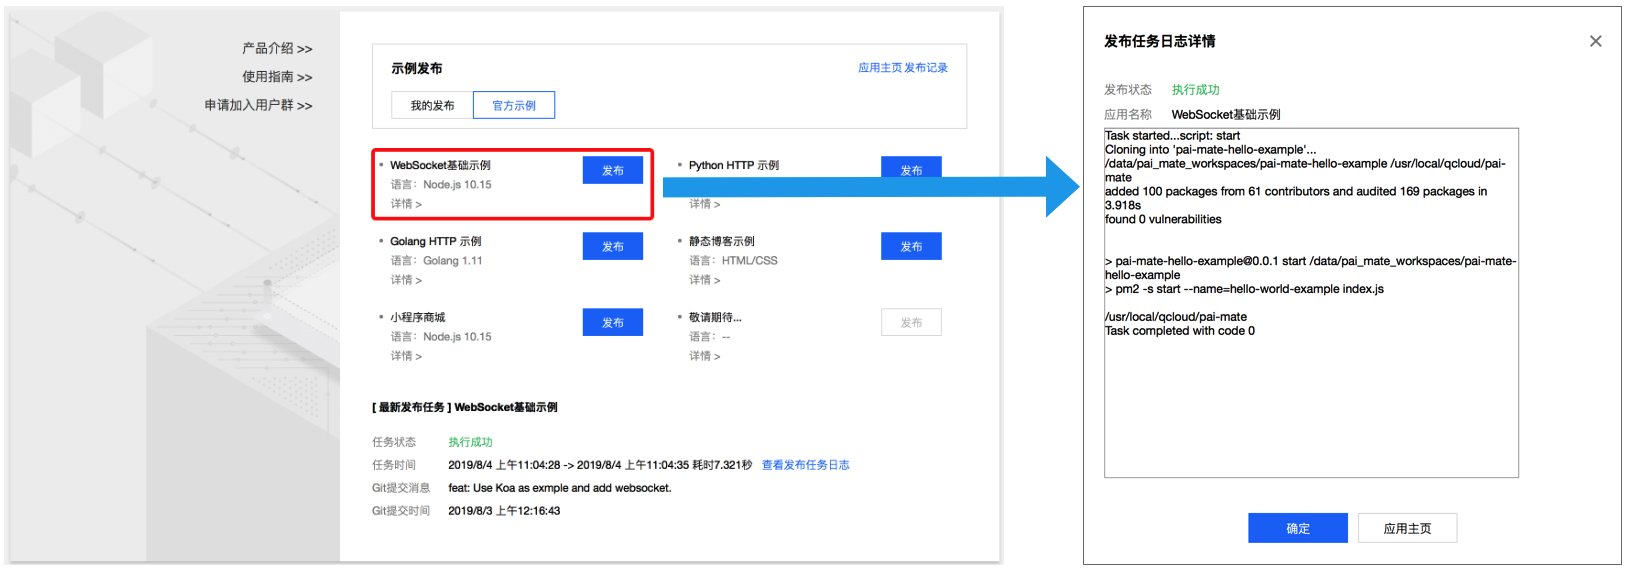 产品介绍 >>
使用指南 >>
申请加入用户群 >>
示例发布
应用主页 发布记录
我的发布
官方示例
WebSocket基础示例
语言：Node.js 10.15
详情 >
发布
Python HTTP 示例
详情 >
发布
Golang HTTP 示例
语言：Golang 1.11
详情 >
发布
静态博客示例
语言：HTML/CSS
详情 >
发布
小程序商城
语言：Node.js 10.15
详情 >
发布
敬请期待...
语言：--
详情 >
发布
[ 最新发布任务 ] WebSocket基础示例
任务状态 执行成功
任务时间 2019/8/4 上午11:04:28 -> 2019/8/4 上午11:04:35 耗时7.321秒 查看发布任务日志
Git提交消息 feat: Use Koa as exmple and add websocket.
Git提交时间 2019/8/3 上午12:16:43
发布任务日志详情
发布状态 执行成功
应用名称 WebSocket基础示例
Task started...script: start
Cloning into 'pai-mate-hello-example'...
/data/pai_mate_workspaces/pai-mate-hello-example /usr/local/qcloud/pai-
mate
added 100 packages from 61 contributors and audited 169 packages in
3.918s
found 0 vulnerabilities
> pai-mate-hello-example@0.0.1 start /data/pai_mate_workspaces/pai-mate-
hello-example
> pm2 -s start --name=hello-world-example index.js
/usr/local/qcloud/pai-mate
Task completed with code 0
确定
应用主页